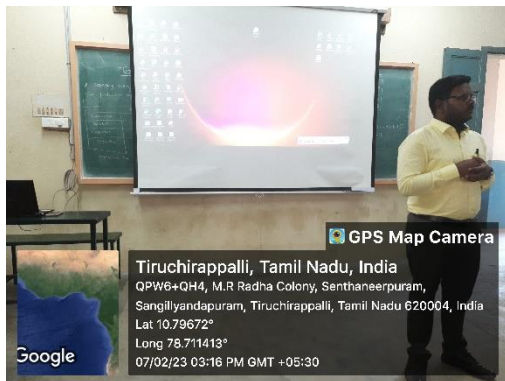 GPS Map Camera
Tiruchirappalli, Tamil Nadu, India
QPW6+QH4, M.R Radha Colony, Senthaneerpuram,
Sangillyandapuram, Tiruchirappalli, Tamil Nadu 620004, India
Lat 10.79672°
Long 78.711413°
07/02/23 03:16 PM GMT +05:30
Google